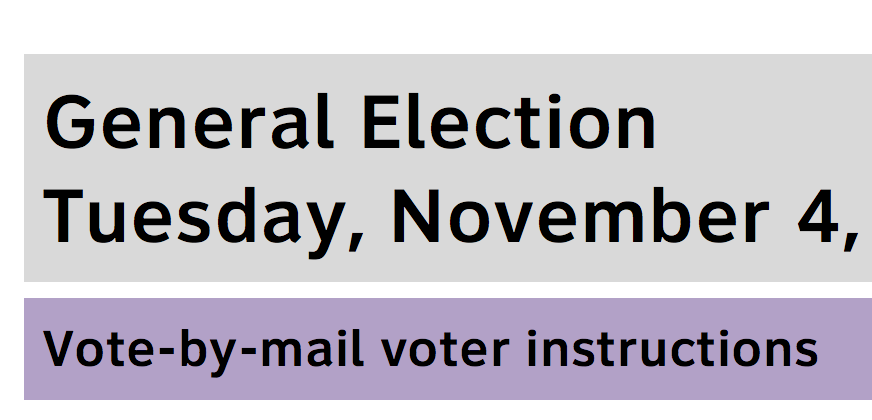 General Election
Tuesday, November 4,
Vote-by-mail voter instructions